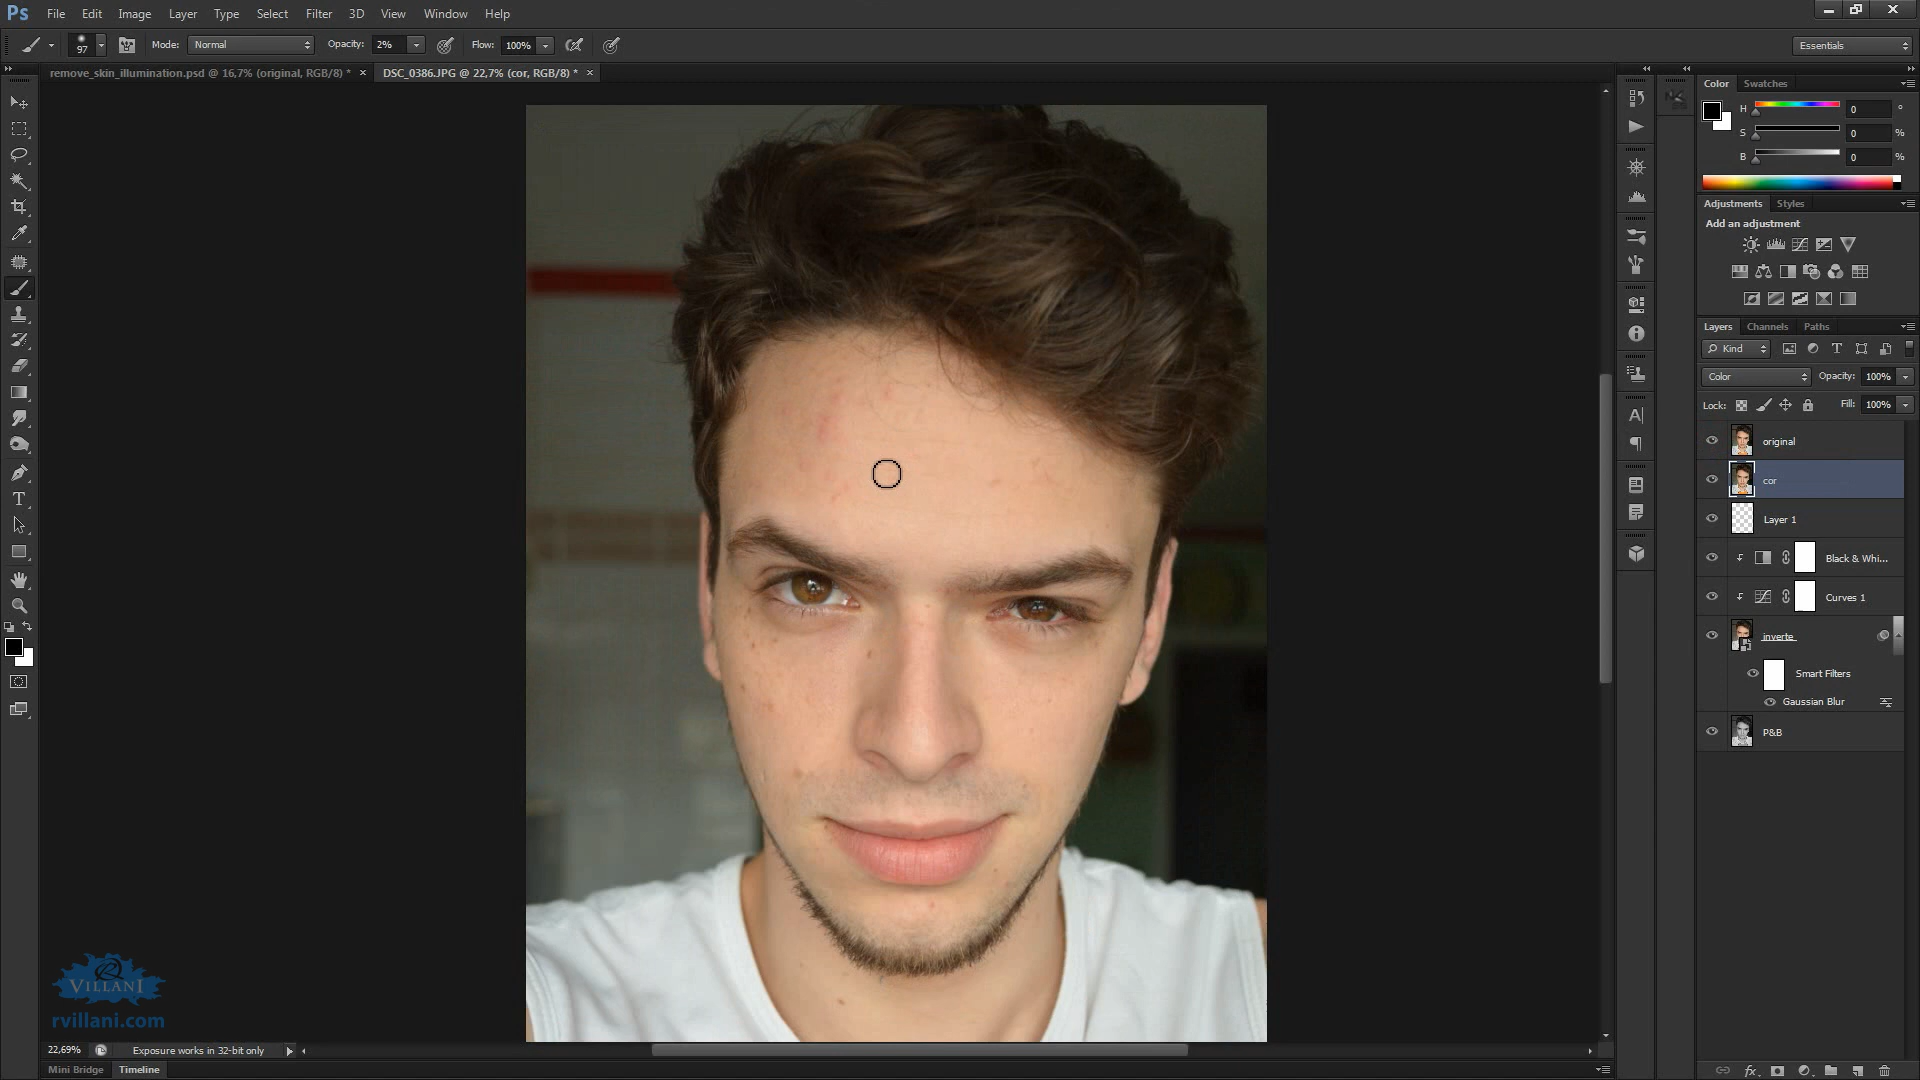 Ps File Edit Image Layer Type Select Filter 3D View Window Help
97 Mode: Normal Opacity: 2% Flow: 100% Essentials
remove_skin_illumination.psd @ 16,7% (original, RGB/8) * × DSC_0386.JPG @ 22,7% (cor, RGB/8) * ×
Color Swatches
H 0 °
S 0 %
B 0 %
Adjustments Styles
Add an adjustment
Layers Channels Paths
Kind
Color Opacity: 100%
Lock: Fill: 100%
original
cor
Layer 1
Black & Whi...
Curves 1
inverte
Smart Filters
Gaussian Blur
P&B
VILLANI
rvillani.com
22,69% Exposure works in 32-bit only
Mini Bridge Timeline